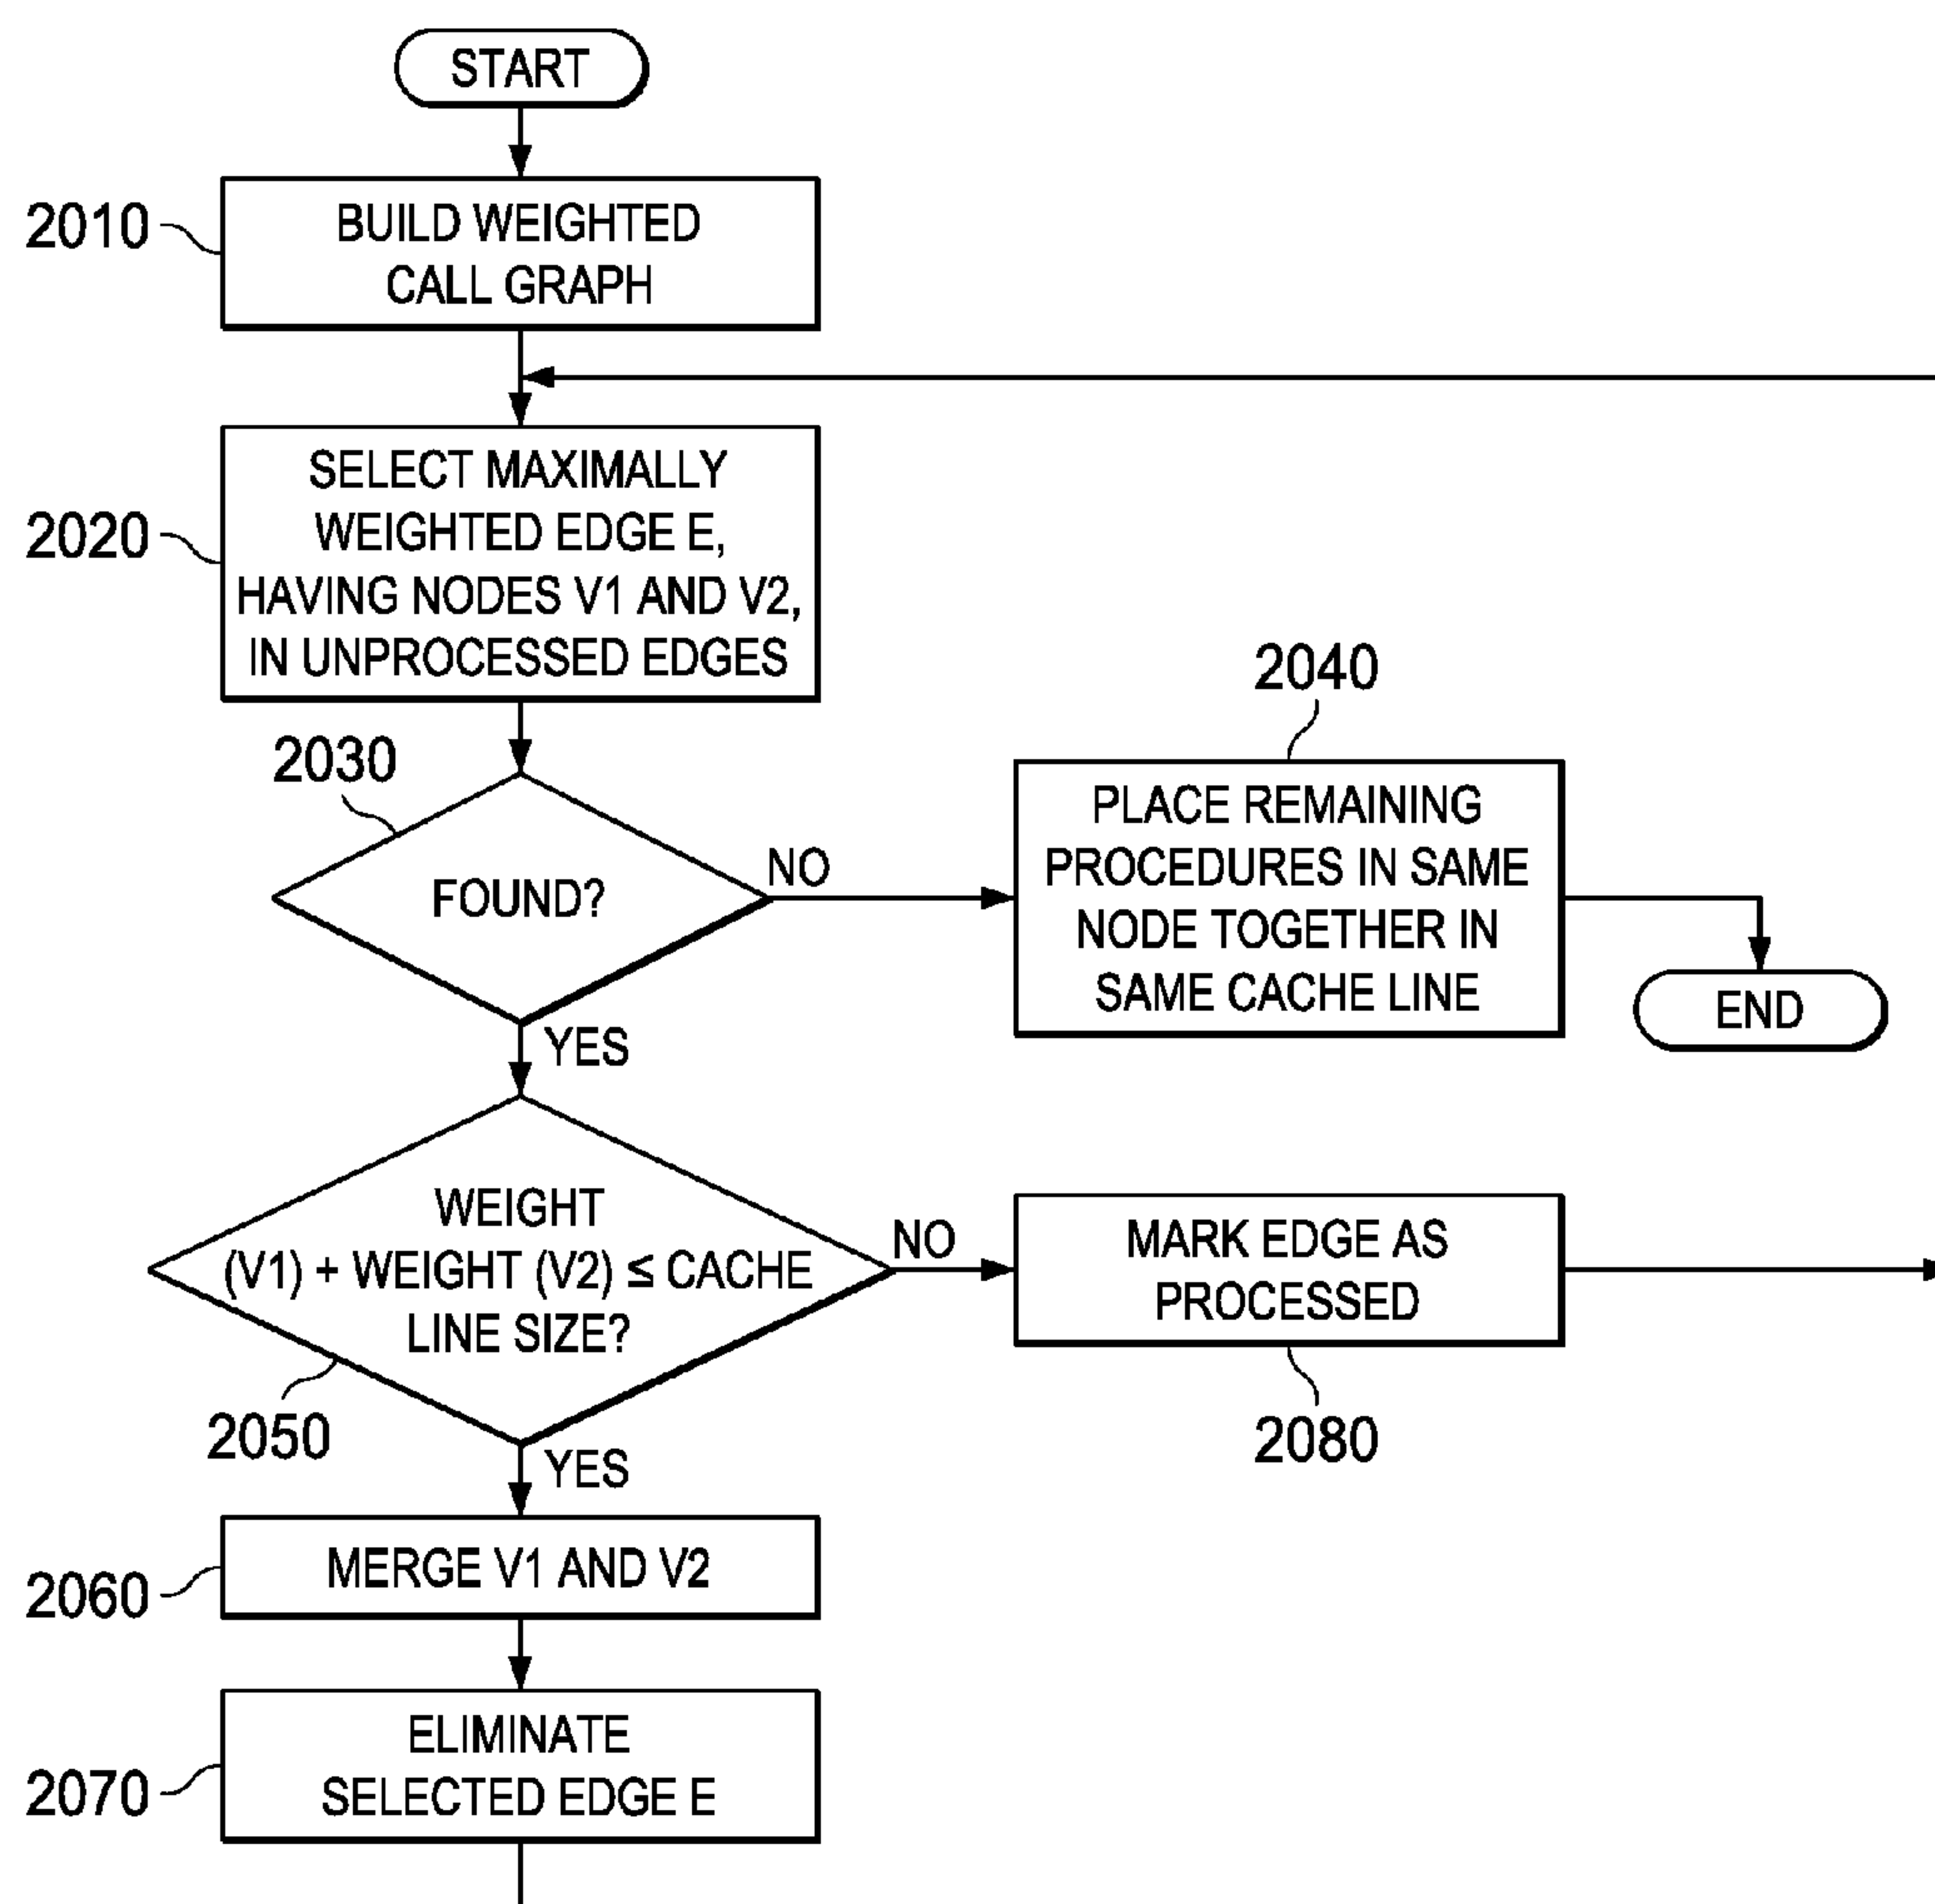 START
2010
BUILD WEIGHTED
CALL GRAPH
2020
SELECT MAXIMALLY
WEIGHTED EDGE E,
HAVING NODES V1 AND V2,
IN UNPROCESSED EDGES
2030
FOUND?
NO
YES
2040
PLACE REMAINING
PROCEDURES IN SAME
NODE TOGETHER IN
SAME CACHE LINE
END
WEIGHT
(V1) + WEIGHT (V2) ≤ CACHE
LINE SIZE?
2050
NO
YES
MARK EDGE AS
PROCESSED
2080
2060
MERGE V1 AND V2
2070
ELIMINATE
SELECTED EDGE E